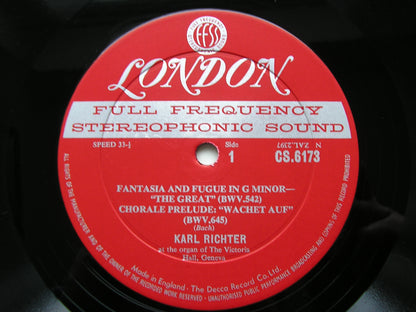 FFSS
LONDON
FULL FREQUENCY
STEREOPHONIC SOUND
SPEED 33-⅓
Side
1
N ZAL.7291
CS.6173
FANTASIA AND FUGUE IN G MINOR—
"THE GREAT" (BWV.542)
CHORALE PRELUDE: "WACHET AUF"
(BWV.645)
(Bach)
KARL RICHTER
at the organ of The Victoria
Hall, Geneva
ALL RIGHTS OF THE MANUFACTURER AND OF THE OWNER OF THE RECORDED WORK RESERVED · UNAUTHORISED PUBLIC PERFORMANCE BROADCASTING AND COPYING OF THIS RECORD PROHIBITED
Made in England · The Decca Record Co. Ltd.